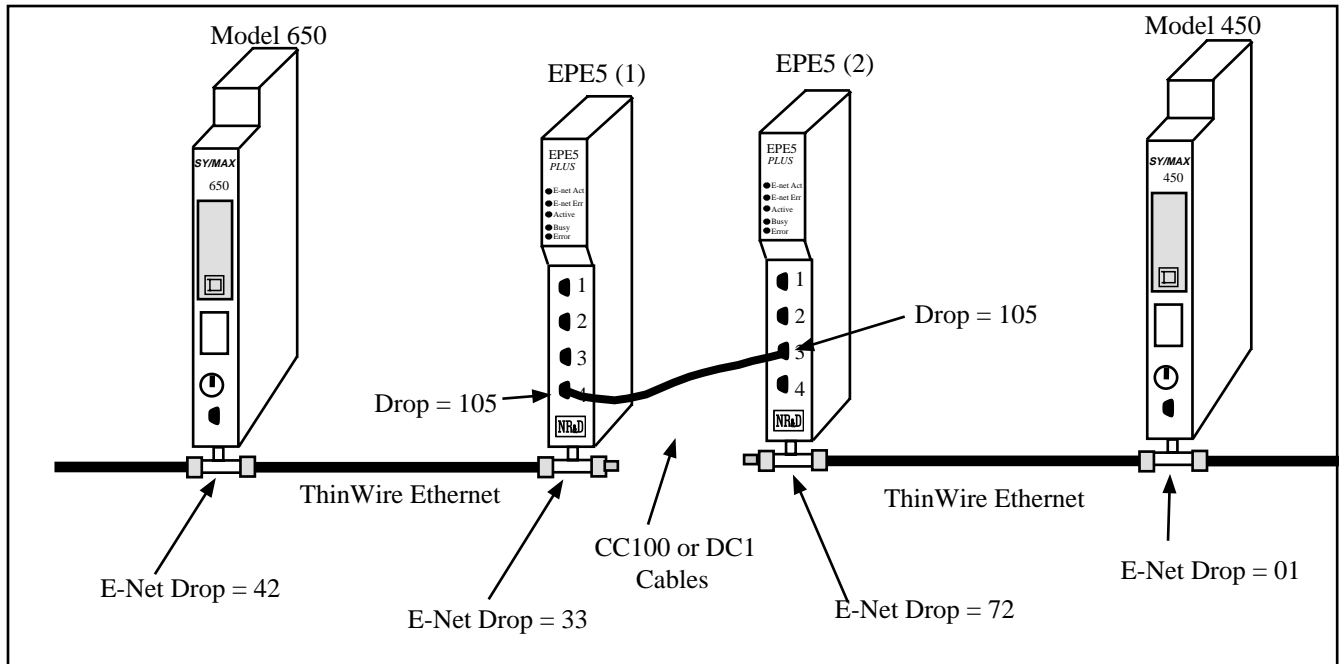 Model 650
EPE5 (1)
EPE5 (2)
Model 450
SY/MAX
650
EPE5
PLUS
E-net Act
E-net Err
Active
Busy
Error
1
2
3
4
NR&D
EPE5
PLUS
E-net Act
E-net Err
Active
Busy
Error
1
2
3
4
NR&D
SY/MAX
450
Drop = 105
Drop = 105
ThinWire Ethernet
ThinWire Ethernet
CC100 or DC1
Cables
E-Net Drop = 42
E-Net Drop = 33
E-Net Drop = 72
E-Net Drop = 01